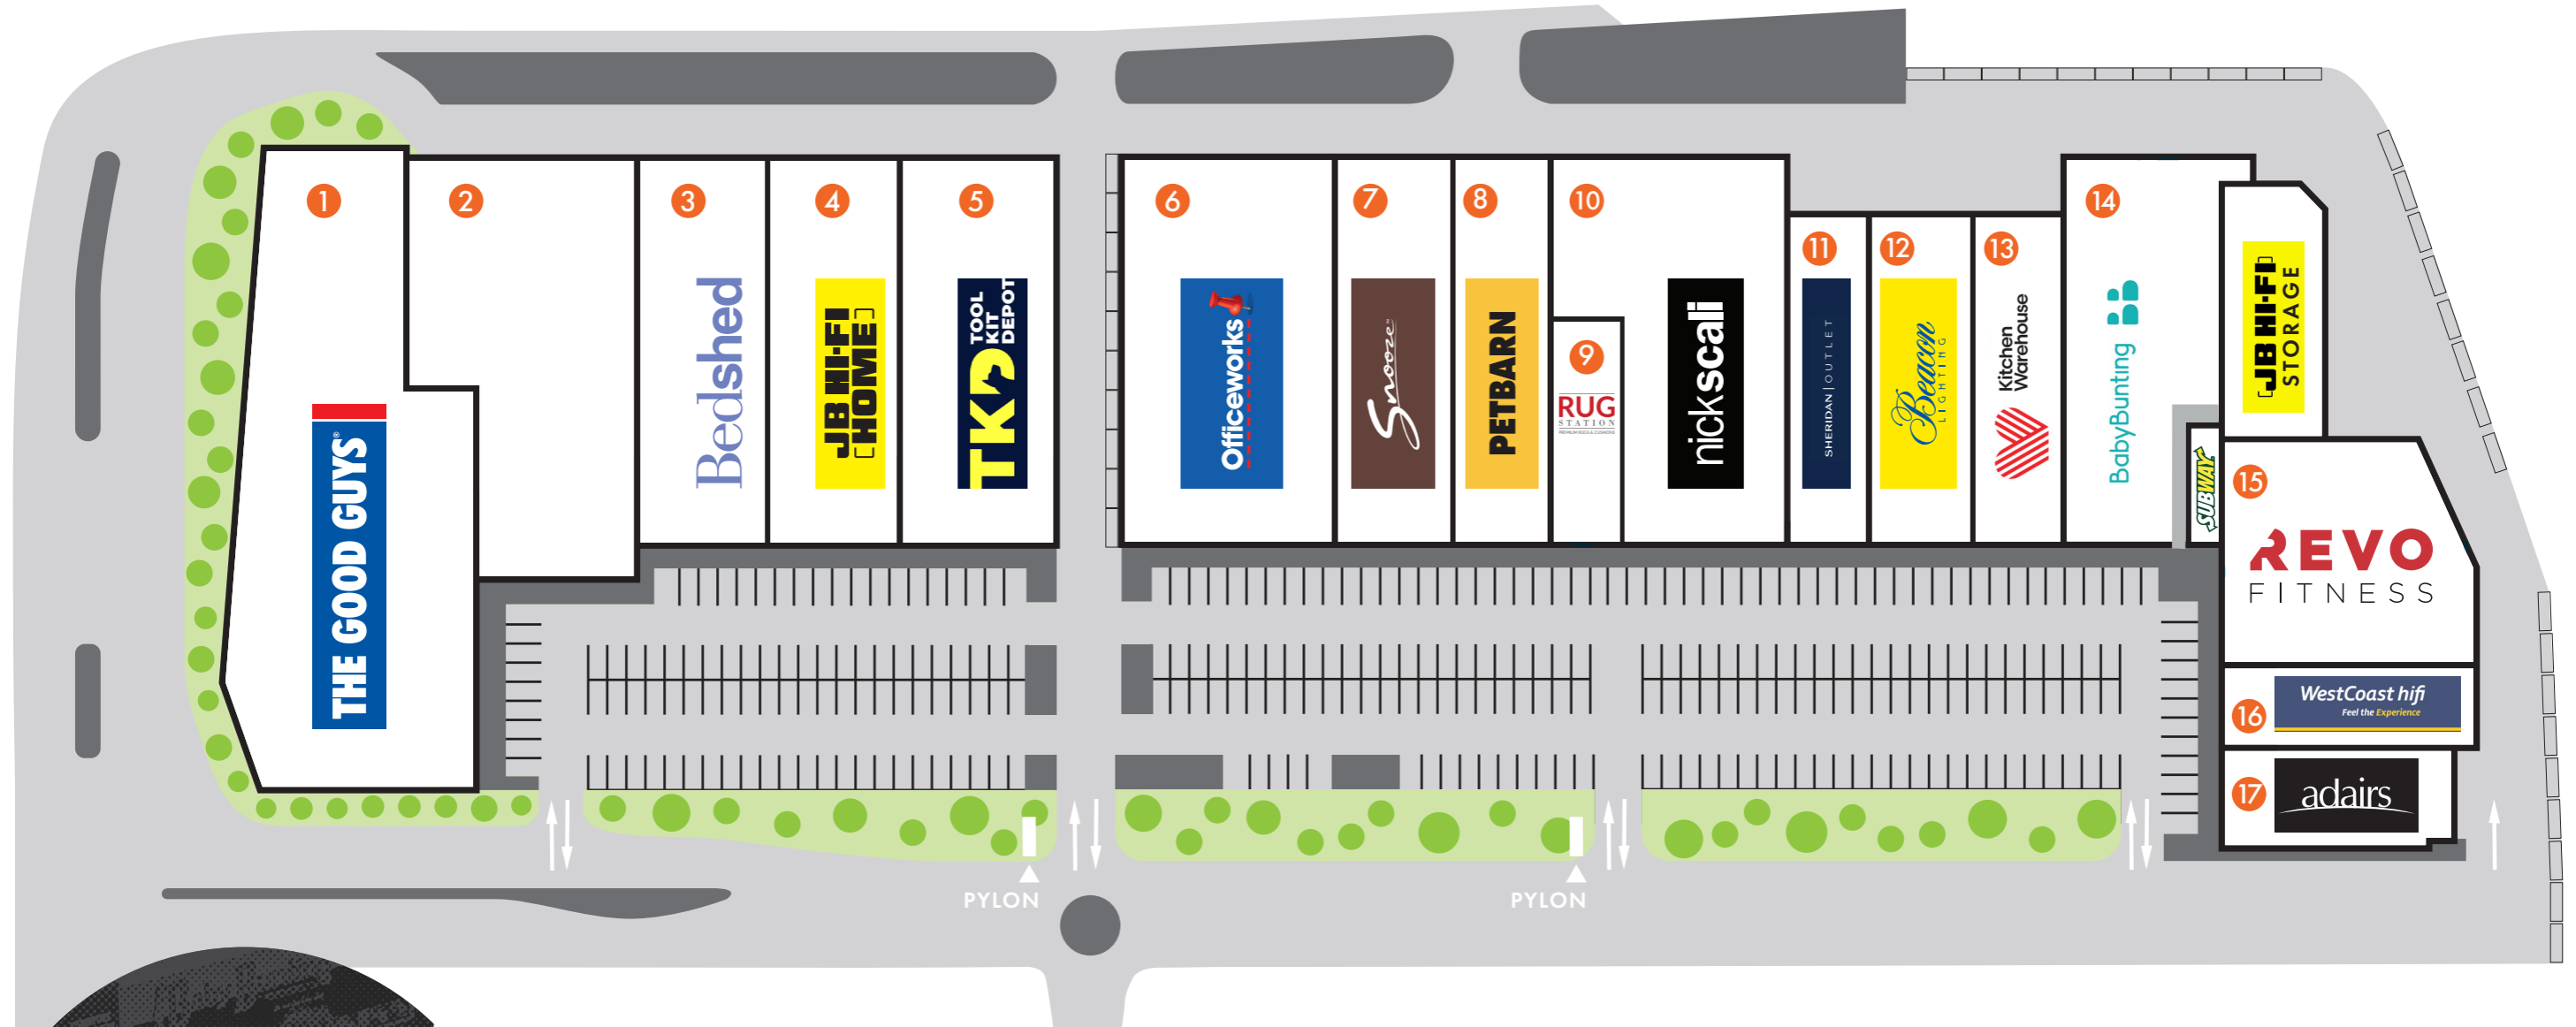 1
THE GOOD GUYS®
2
3
Bedshed
4
JB HI-FI
HOME
5
TKD
TOOL
KIT
DEPOT
6
Officeworks
7
Snooze™
8
PETBARN
9
RUG
STATION
10
nickscali
11
SHERIDAN|OUTLET
12
Beacon
LIGHTING
13
Kitchen
Warehouse
14
BabyBunting
BB
JB HI-FI
STORAGE
SUBWAY
15
REVO
FITNESS
16
WestCoast hifi
Feel the Experience
17
adairs
PYLON
PYLON